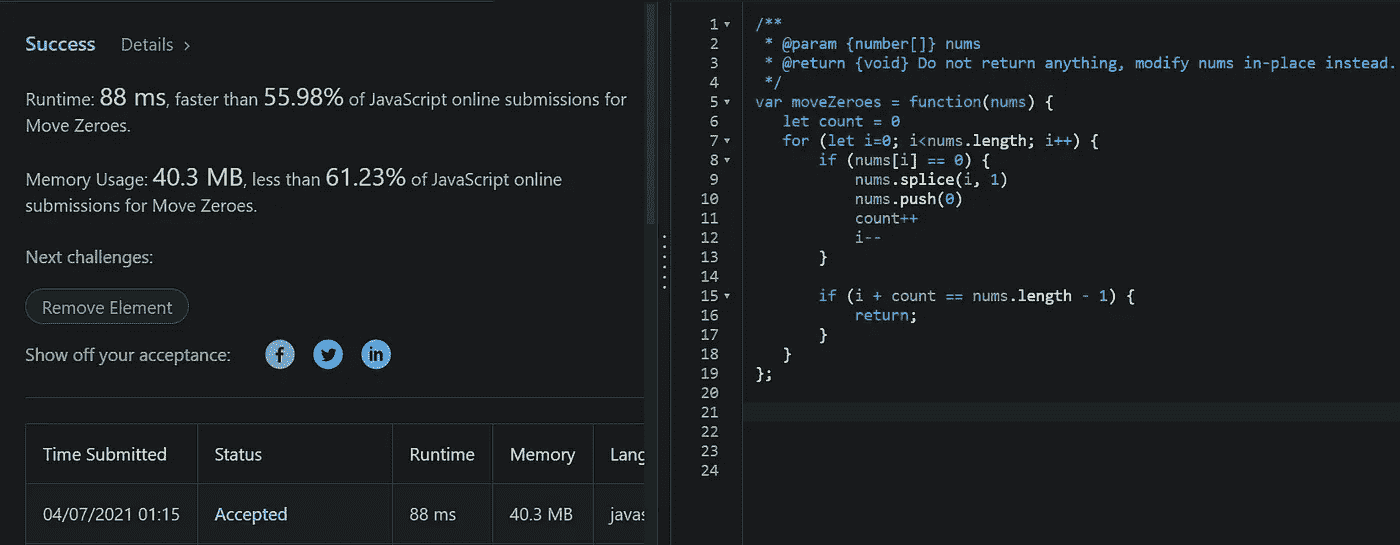 Success Details >
Runtime: 88 ms, faster than 55.98% of JavaScript online submissions for
Move Zeroes.
Memory Usage: 40.3 MB, less than 61.23% of JavaScript online
submissions for Move Zeroes.
Next challenges:
Remove Element
Show off your acceptance:
Time Submitted Status Runtime Memory Lang
04/07/2021 01:15 Accepted 88 ms 40.3 MB javas
1 /**
2  * @param {number[]} nums
3  * @return {void} Do not return anything, modify nums in-place instead.
4  */
5 var moveZeroes = function(nums) {
6    let count = 0
7    for (let i=0; i<nums.length; i++) {
8        if (nums[i] == 0) {
9            nums.splice(i, 1)
10            nums.push(0)
11            count++
12            i--
13        }
14
15        if (i + count == nums.length - 1) {
16            return;
17        }
18    }
19 };
20
21
22
23
24